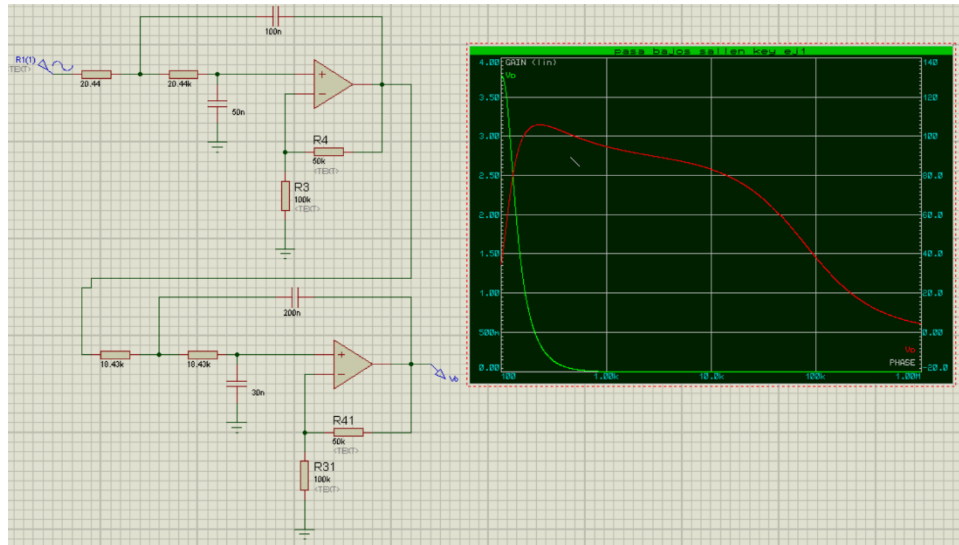 100n
R1(1)
<TEXT>
20.44
20.44k
50n
R4
50k
<TEXT>
R3
100k
<TEXT>
200n
10.43k
10.43k
30n
Vo
R41
50k
<TEXT>
R31
100k
<TEXT>
pasa bajos sallen key ej1
GAIN (lin)
Vo
4.00
3.50
3.00
2.50
2.00
1.50
1.00
500m
0.00
140
120
100
80.0
60.0
40.0
20.0
0.00
-20.0
Vo
PHASE
100
1.00k
10.0k
100k
1.00M